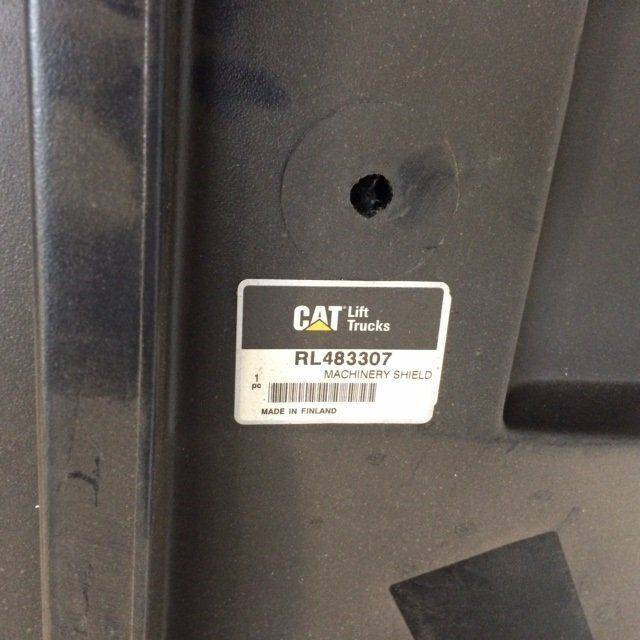 CAT Lift
Trucks
RL483307
MACHINERY SHIELD
1
pc
MADE IN FINLAND